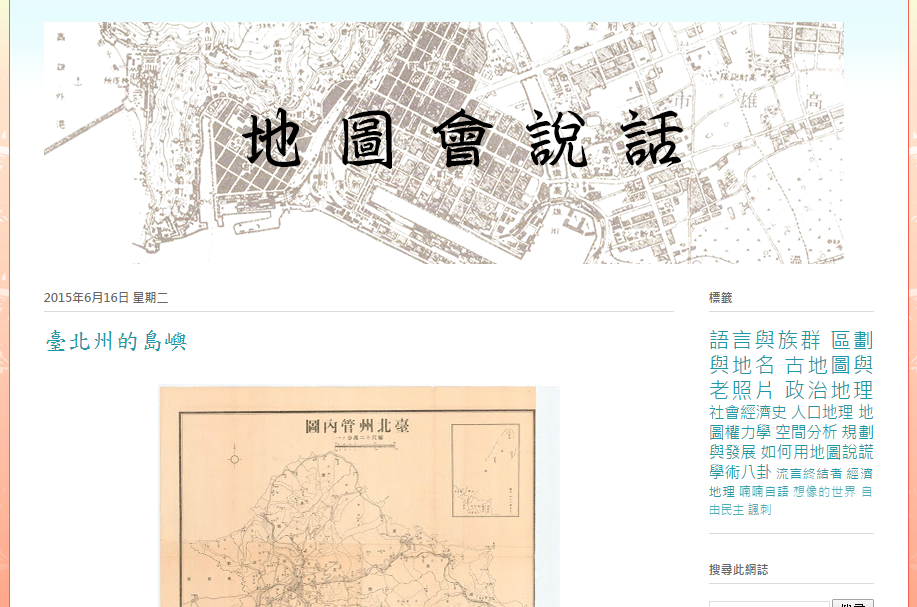 地圖會說話
高雄市
2015年6月16日 星期二
標籤
臺北州的島嶼
語言與族群 區劃
與地名 古地圖與
老照片 政治地理
社會經濟史 人口地理 地
圖權力學 空間分析 規劃
與發展 如何用地圖說謊
學術八卦 流言終結者 經濟
地理 喃喃自語 想像的世界 自
由民主 諷刺
圖內管州北臺
搜尋此網誌
搜尋